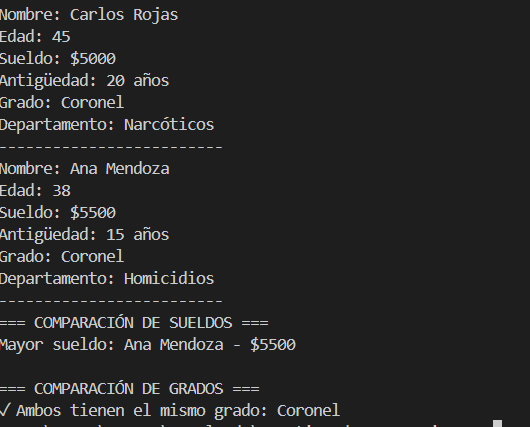 Nombre: Carlos Rojas
Edad: 45
Sueldo: $5000
Antigüedad: 20 años
Grado: Coronel
Departamento: Narcóticos
-------------------------
Nombre: Ana Mendoza
Edad: 38
Sueldo: $5500
Antigüedad: 15 años
Grado: Coronel
Departamento: Homicidios
-------------------------
=== COMPARACIÓN DE SUELDOS ===
Mayor sueldo: Ana Mendoza - $5500

=== COMPARACIÓN DE GRADOS ===
✓ Ambos tienen el mismo grado: Coronel